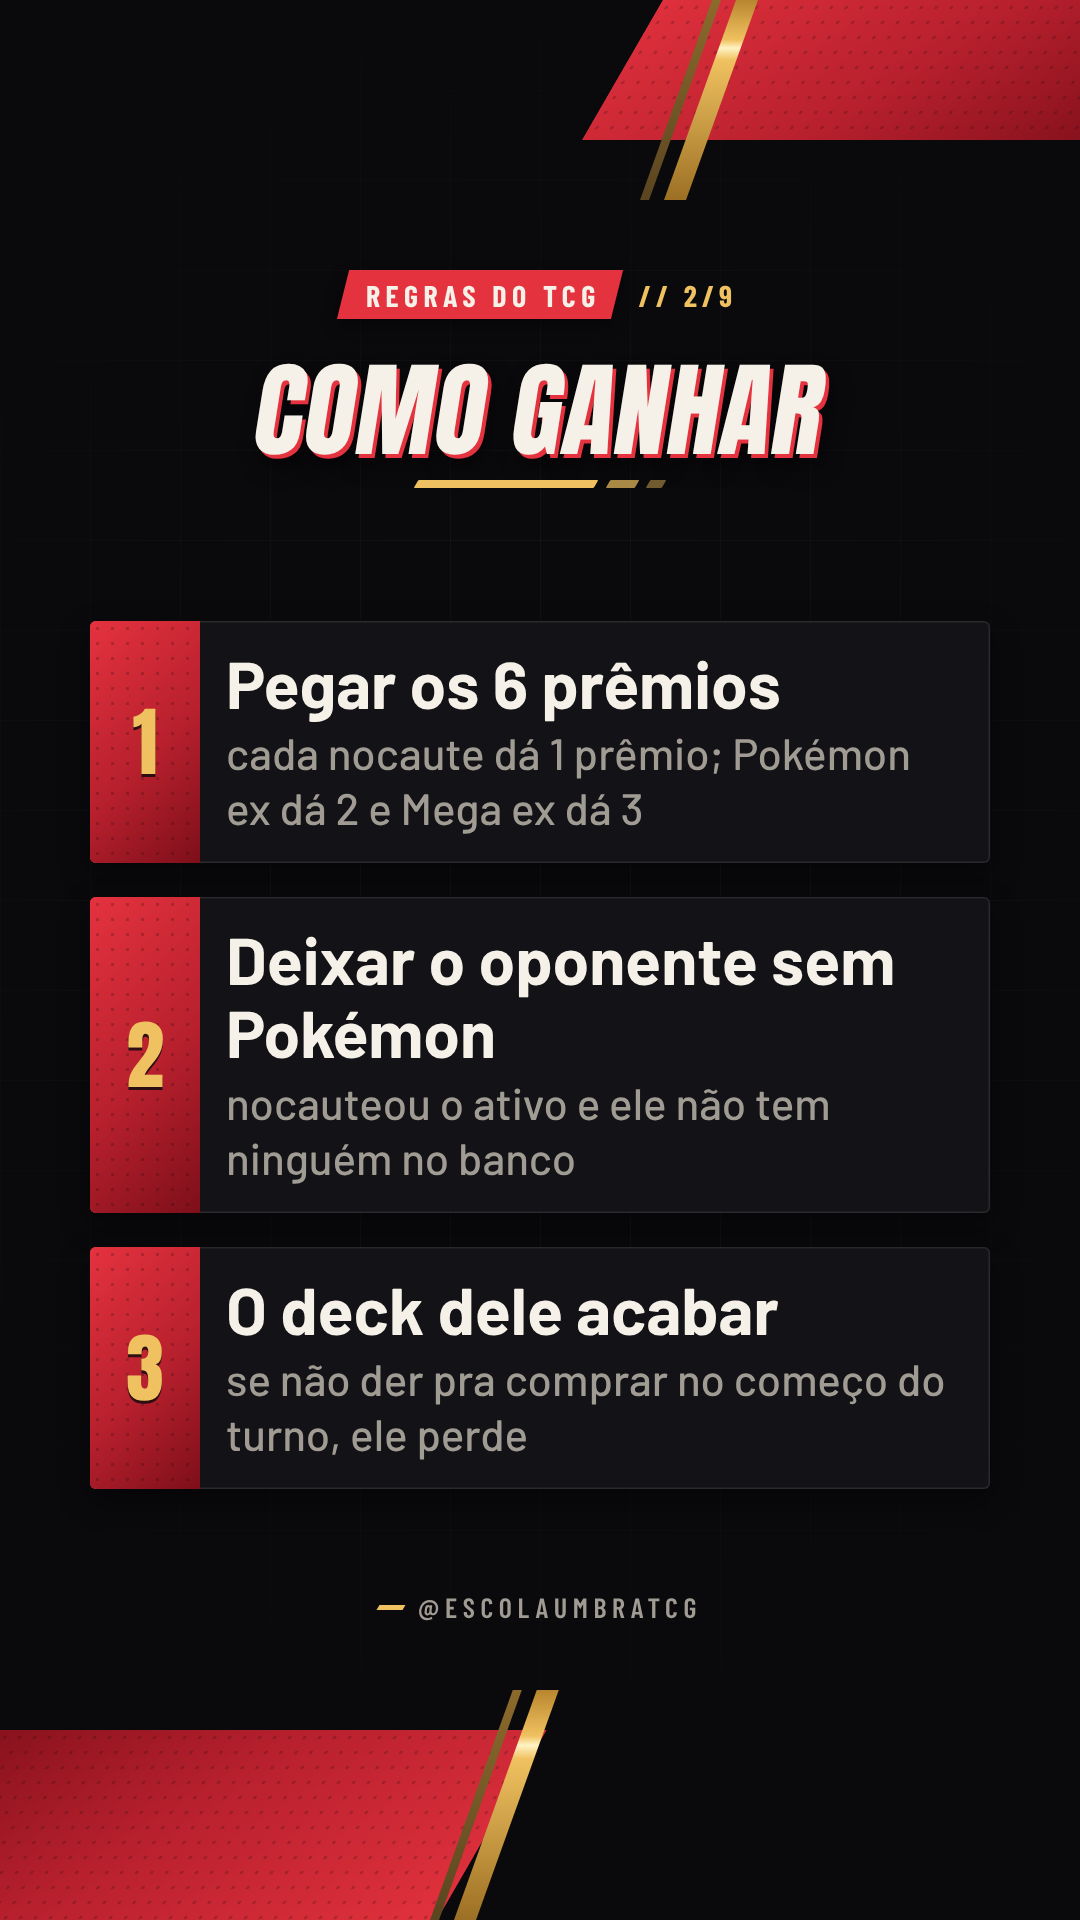 REGRAS DO TCG // 2/9
COMO GANHAR
1
Pegar os 6 prêmios
cada nocaute dá 1 prêmio; Pokémon
ex dá 2 e Mega ex dá 3
2
Deixar o oponente sem
Pokémon
nocauteou o ativo e ele não tem
ninguém no banco
3
O deck dele acabar
se não der pra comprar no começo do
turno, ele perde
@ESCOLAUMBRATCG